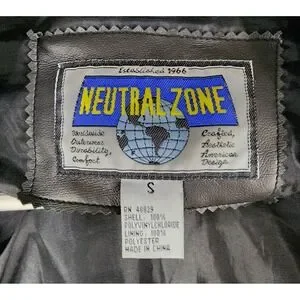 Established 1966
NEUTRAL ZONE
Worldwide
Outerwear
Durability,
Comfort
Crafted,
Aesthetic
American
Design
S
RN 40839
SHELL: 100%
POLYVINYLCHLORIDE
LINING: 100%
POLYESTER
MADE IN CHINA